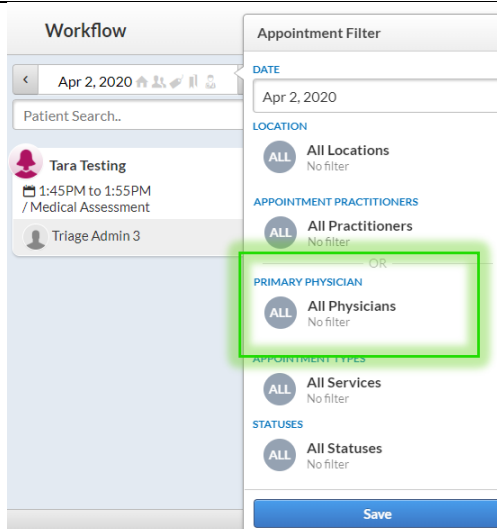 Workflow
Apr 2, 2020
Patient Search..
Tara Testing
1:45PM to 1:55PM
/ Medical Assessment
Triage Admin 3
Appointment Filter
DATE
Apr 2, 2020
LOCATION
ALL
All Locations
No filter
APPOINTMENT PRACTITIONERS
ALL
All Practitioners
No filter
OR
PRIMARY PHYSICIAN
ALL
All Physicians
No filter
APPOINTMENT TYPES
ALL
All Services
No filter
STATUSES
ALL
All Statuses
No filter
Save